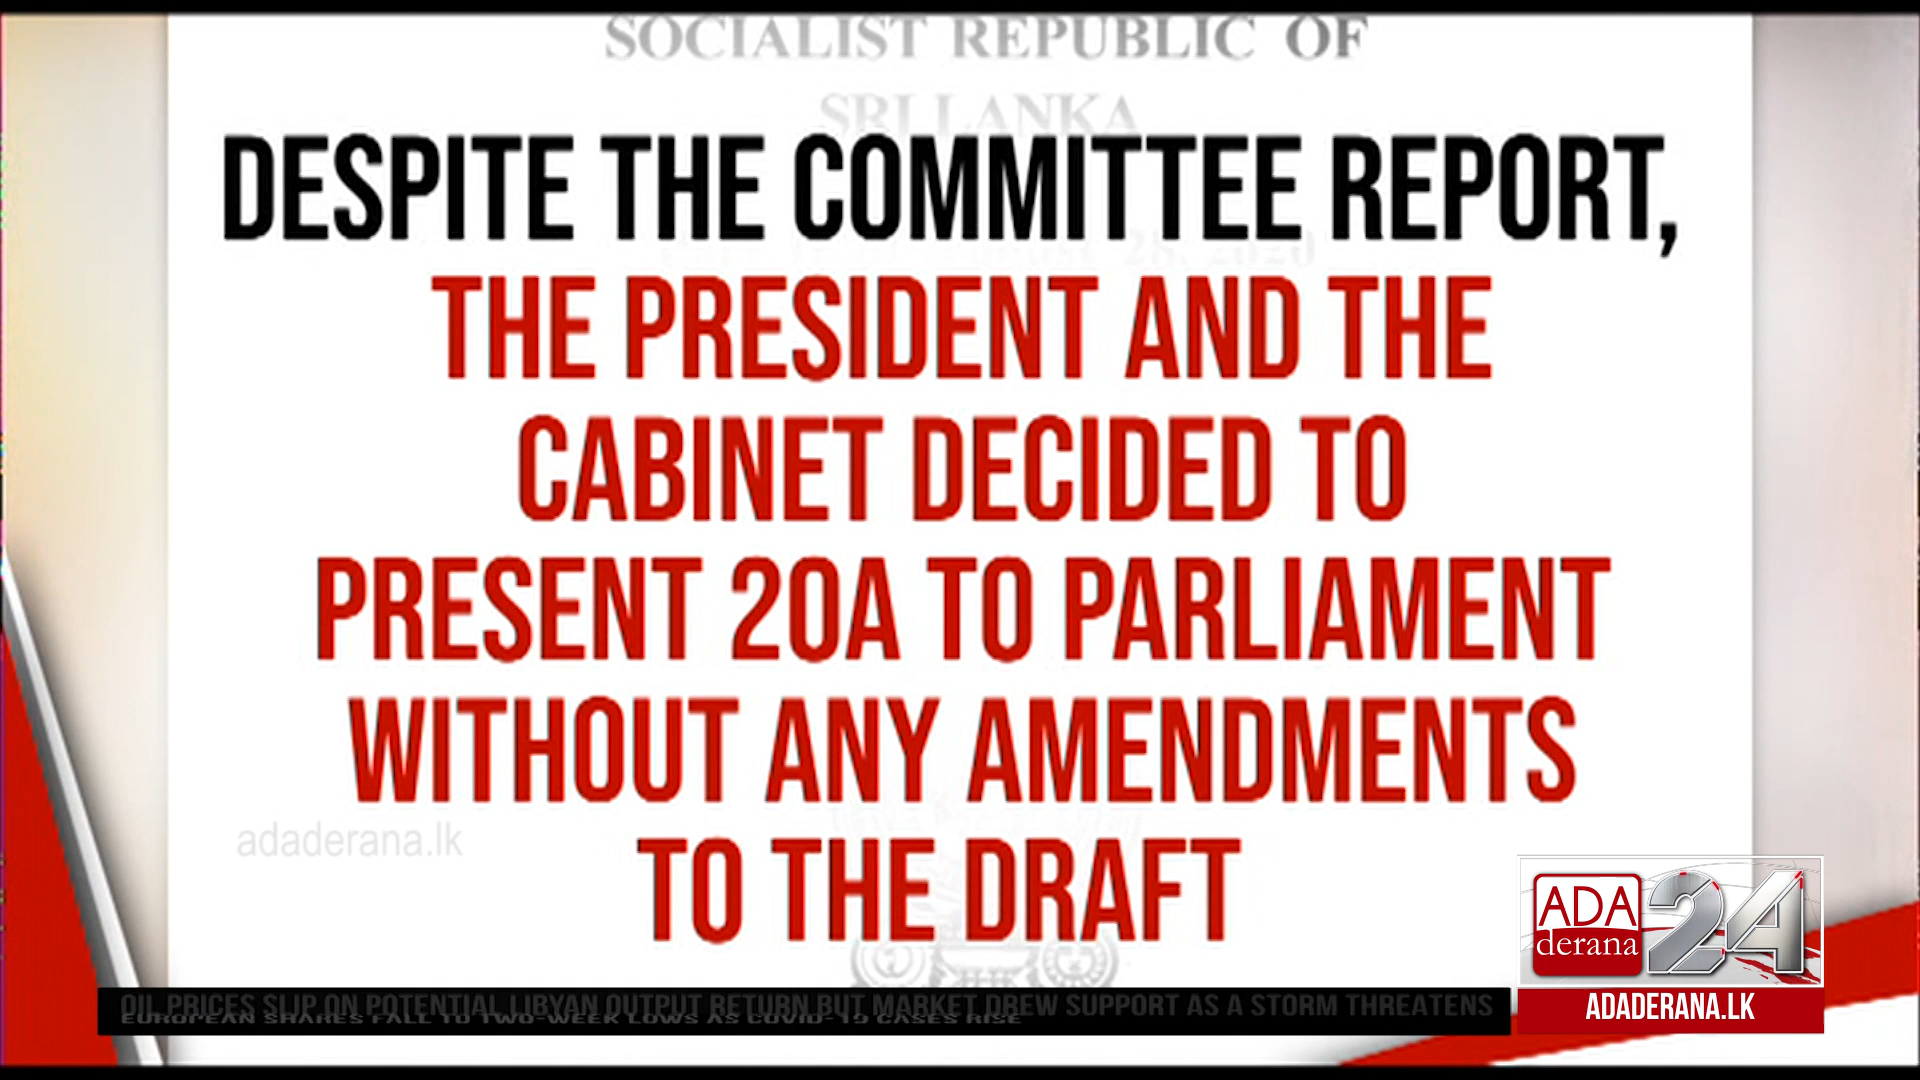 SOCIALIST REPUBLIC OF
SRI LANKA
DESPITE THE COMMITTEE REPORT,
August 28, 2020
THE PRESIDENT AND THE
CABINET DECIDED TO
PRESENT 20A TO PARLIAMENT
WITHOUT ANY AMENDMENTS
TO THE DRAFT
adaderana.lk
ADA
derana
24
ADADERANA.LK
OIL PRICES SLIP ON POTENTIAL LIBYAN OUTPUT RETURN BUT MARKET DREW SUPPORT AS A STORM THREATENS
EUROPEAN SHARES FALL TO TWO-WEEK LOWS AS COVID-19 CASES RISE